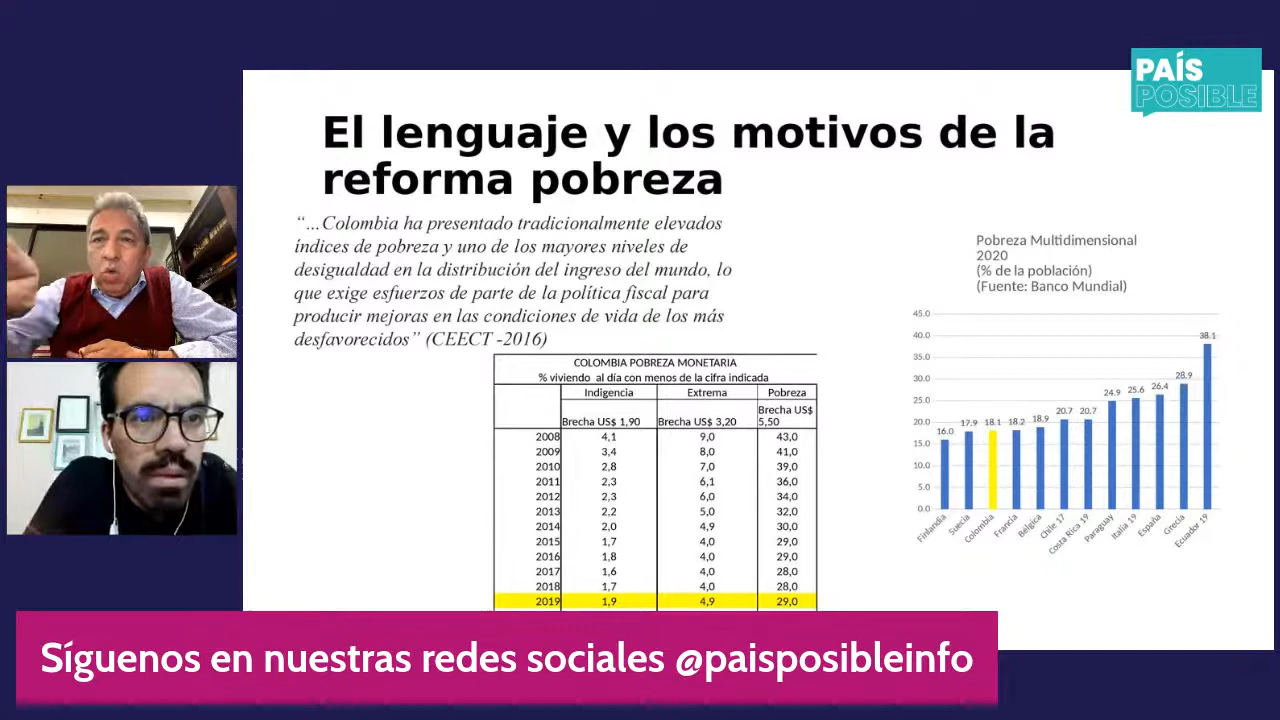 PAÍS
POSIBLE
El lenguaje y los motivos de la
reforma pobreza
“…Colombia ha presentado tradicionalmente elevados
índices de pobreza y uno de los mayores niveles de
desigualdad en la distribución del ingreso del mundo, lo
que exige esfuerzos de parte de la política fiscal para
producir mejoras en las condiciones de vida de los más
desfavorecidos” (CEECT -2016)
COLOMBIA POBREZA MONETARIA
% viviendo al día con menos de la cifra indicada
Indigencia Extrema Pobreza
Brecha US$ 1,90 Brecha US$ 3,20 Brecha US$ 5,50
2008 4,1 9,0 43,0
2009 3,4 8,0 41,0
2010 2,8 7,0 39,0
2011 2,3 6,1 36,0
2012 2,3 6,0 34,0
2013 2,2 5,0 32,0
2014 2,0 4,9 30,0
2015 1,7 4,0 29,0
2016 1,8 4,0 29,0
2017 1,6 4,0 28,0
2018 1,7 4,0 28,0
2019 1,9 4,9 29,0
Pobreza Multidimensional
2020
(% de la población)
(Fuente: Banco Mundial)
45.0
40.0
35.0
30.0
25.0
20.0
15.0
10.0
5.0
0.0
16.0 17.9 18.1 18.2 18.9 20.7 20.7 24.9 25.6 26.4 28.9 38.1
Finlandia Suecia Colombia Francia Bélgica Chile 17 Costa Rica 19 Paraguay Italia 19 España Grecia Ecuador 19
Síguenos en nuestras redes sociales @paisposibleinfo